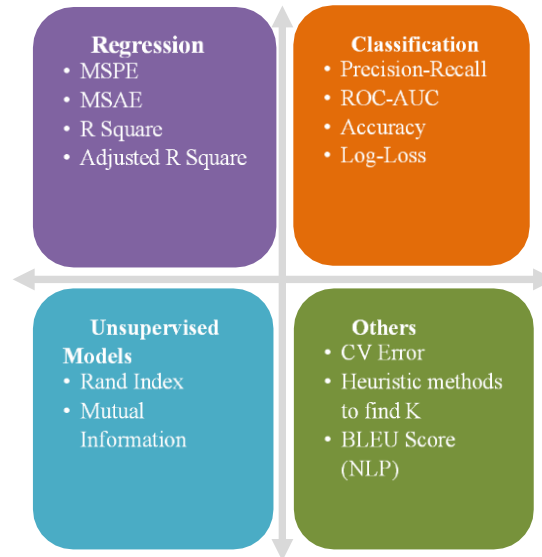 Regression
• MSPE
• MSAE
• R Square
• Adjusted R Square
Classification
• Precision-Recall
• ROC-AUC
• Accuracy
• Log-Loss
Unsupervised
Models
• Rand Index
• Mutual
Information
Others
• CV Error
• Heuristic methods
to find K
• BLEU Score
(NLP)